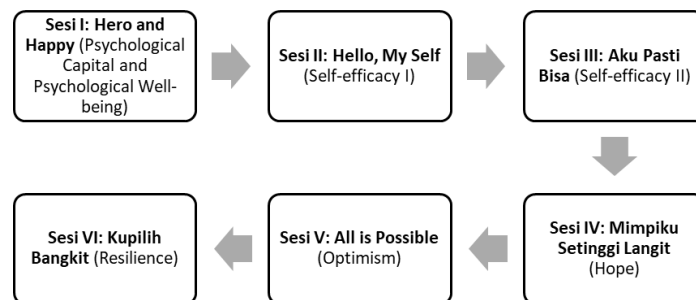 Sesi I: Hero and
Happy (Psychological
Capital and
Psychological Well-
being)
Sesi II: Hello, My Self
(Self-efficacy I)
Sesi III: Aku Pasti
Bisa (Self-efficacy II)
Sesi IV: Mimpiku
Setinggi Langit
(Hope)
Sesi V: All is Possible
(Optimism)
Sesi VI: Kupilih
Bangkit (Resilience)